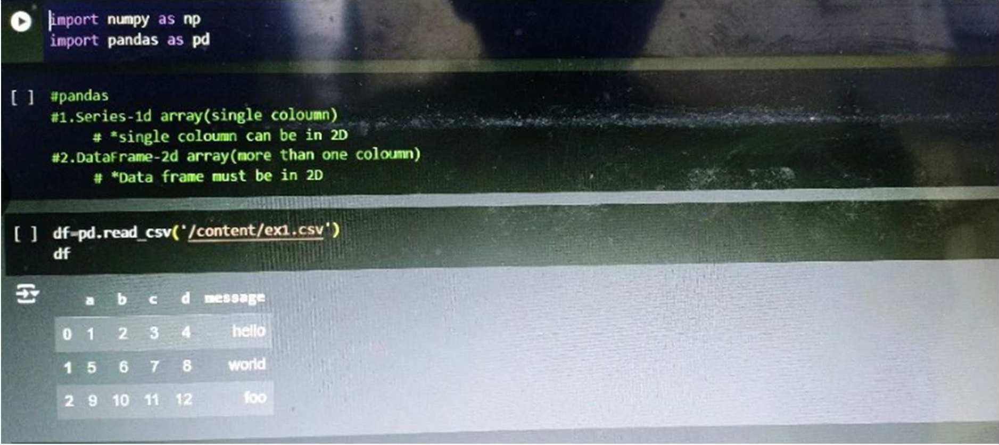 import numpy as np
import pandas as pd
[ ] #pandas
#1.Series-1d array(single coloumn)
# *single coloumn can be in 2D
#2.DataFrame-2d array(more than one coloumn)
# *Data frame must be in 2D
[ ] df=pd.read_csv('/content/ex1.csv')
df
a b c d message
0 1 2 3 4 hello
1 5 6 7 8 world
2 9 10 11 12 foo